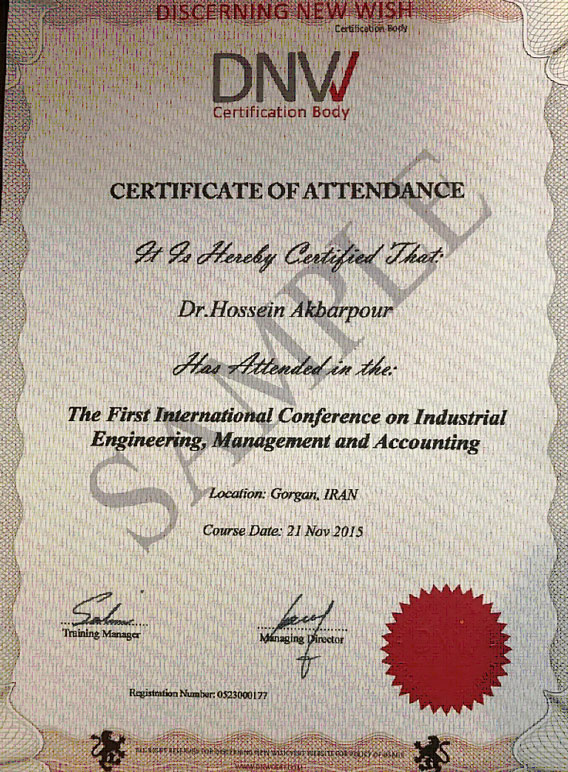 DISCERNING NEW WISH
Certification Body
DNW
Certification Body
CERTIFICATE OF ATTENDANCE
It Is Hereby Certified That:
Dr.Hossein Akbarpour
Has Attended in the:
The First International Conference on Industrial
Engineering, Management and Accounting
SAMPLE
Location: Gorgan, IRAN
Course Date: 21 Nov 2015
Training Manager
Managing Director
Registration Number: 0523000177